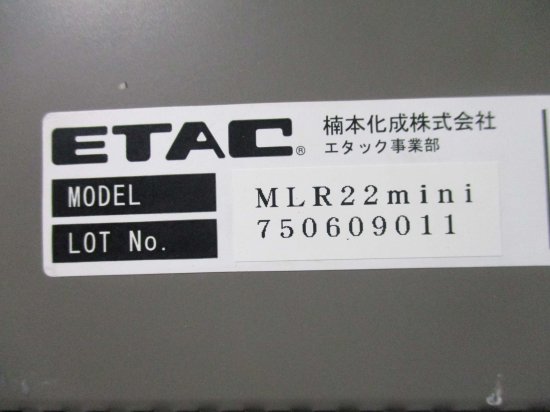 ETAC® 楠本化成株式会社
エタック事業部
MODEL MLR22mini
LOT No. 750609011